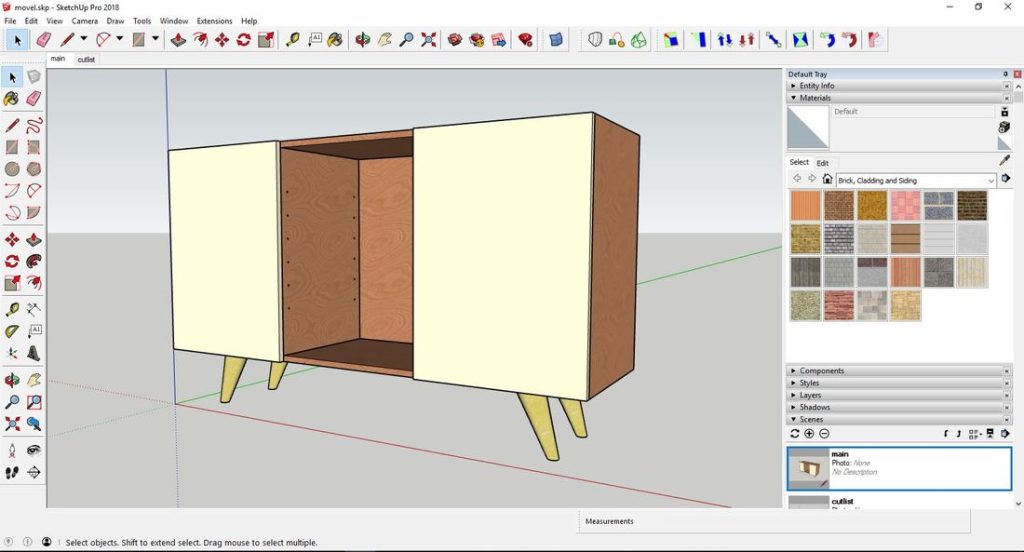 movel.skp - SketchUp Pro 2018
File Edit View Camera Draw Tools Window Extensions Help
main cutlist
Default Tray
Entity Info
Materials
Default
Select Edit
Brick, Cladding and Siding
Components
Styles
Layers
Shadows
Scenes
main
Photo: None
No Description
cutlist
Measurements
Select objects. Shift to extend select. Drag mouse to select multiple.